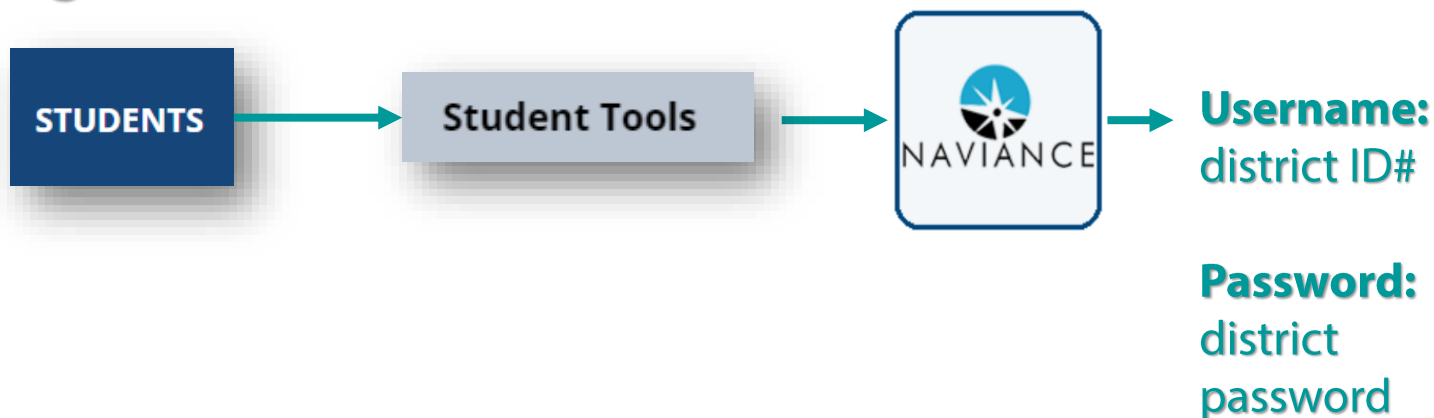 STUDENTS
Student Tools
NAVIANCE
Username:
district ID#
Password:
district
password